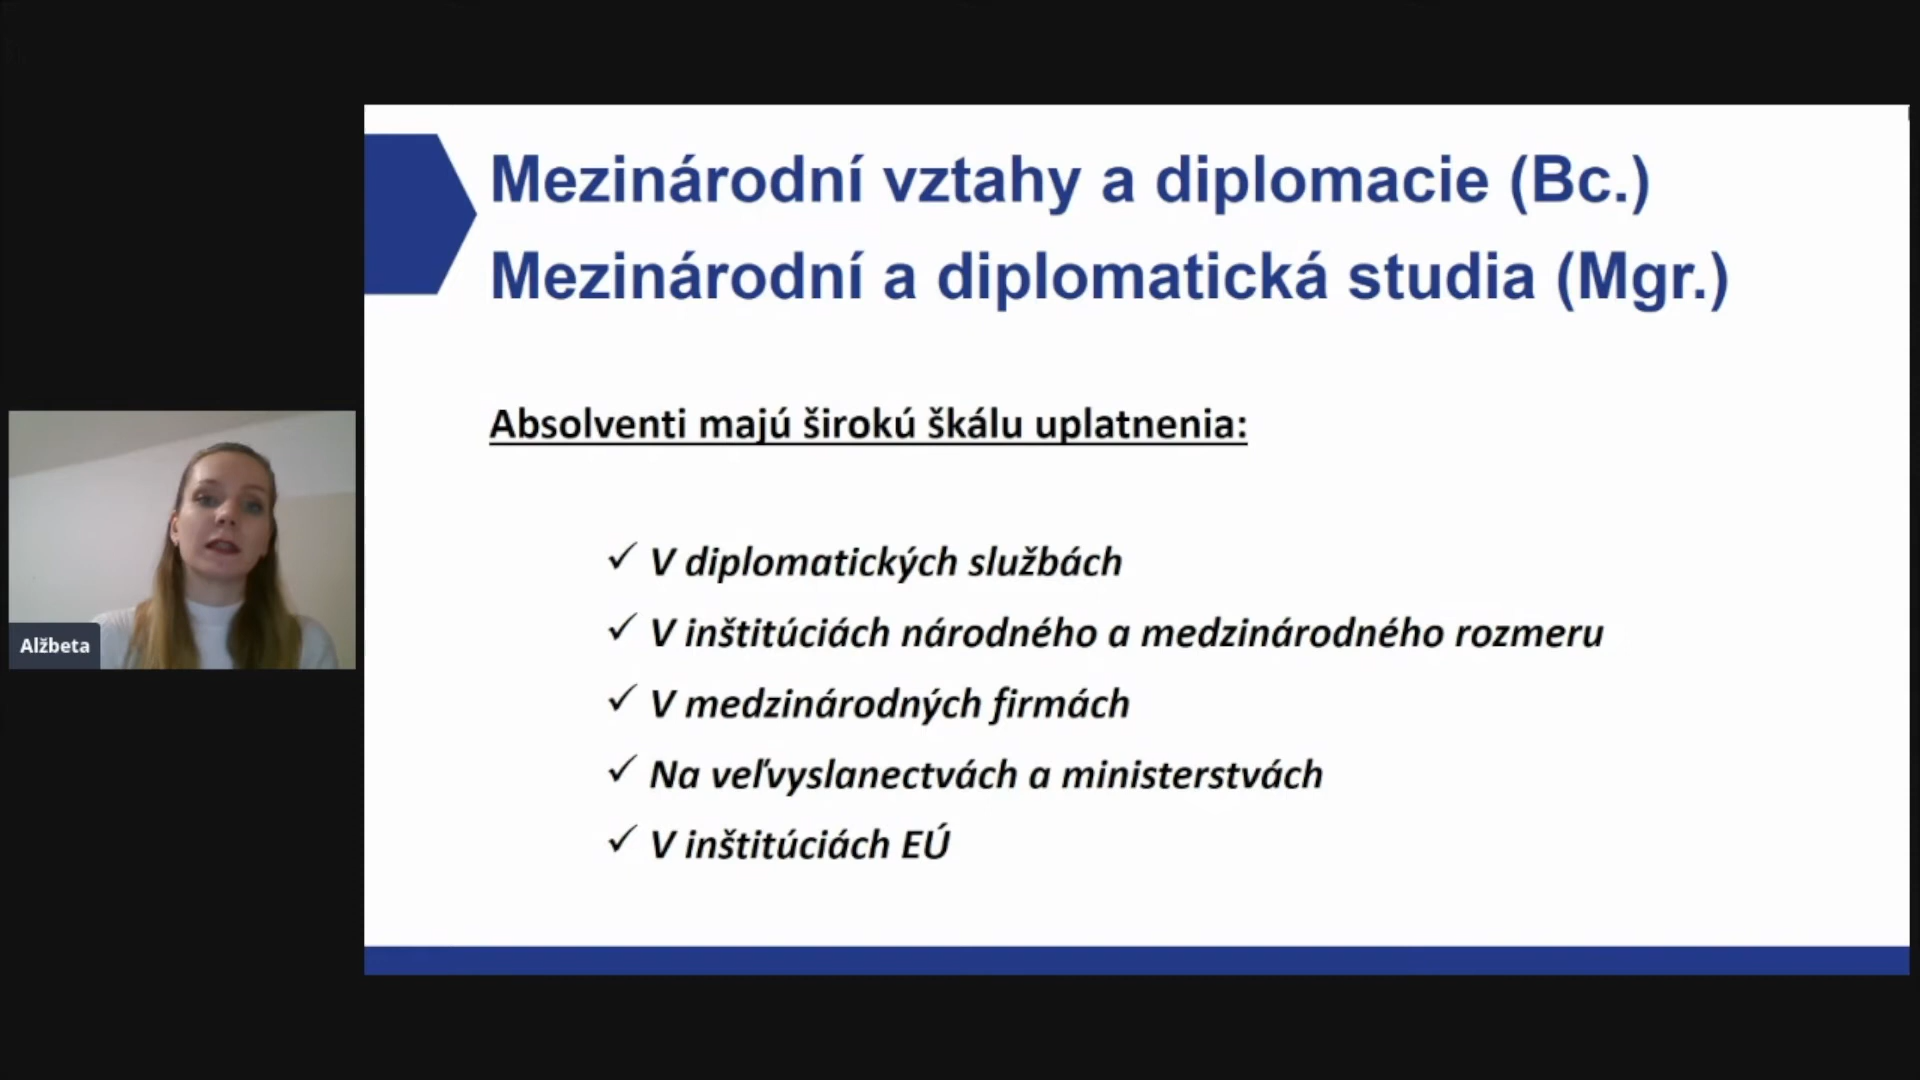 Mezinárodní vztahy a diplomacie (Bc.)
Mezinárodní a diplomatická studia (Mgr.)
Absolventi majú širokú škálu uplatnenia:
✓ V diplomatických službách
✓ V inštitúciách národného a medzinárodného rozmeru
✓ V medzinárodných firmách
✓ Na veľvyslanectvách a ministerstvách
✓ V inštitúciách EÚ
Alžbeta